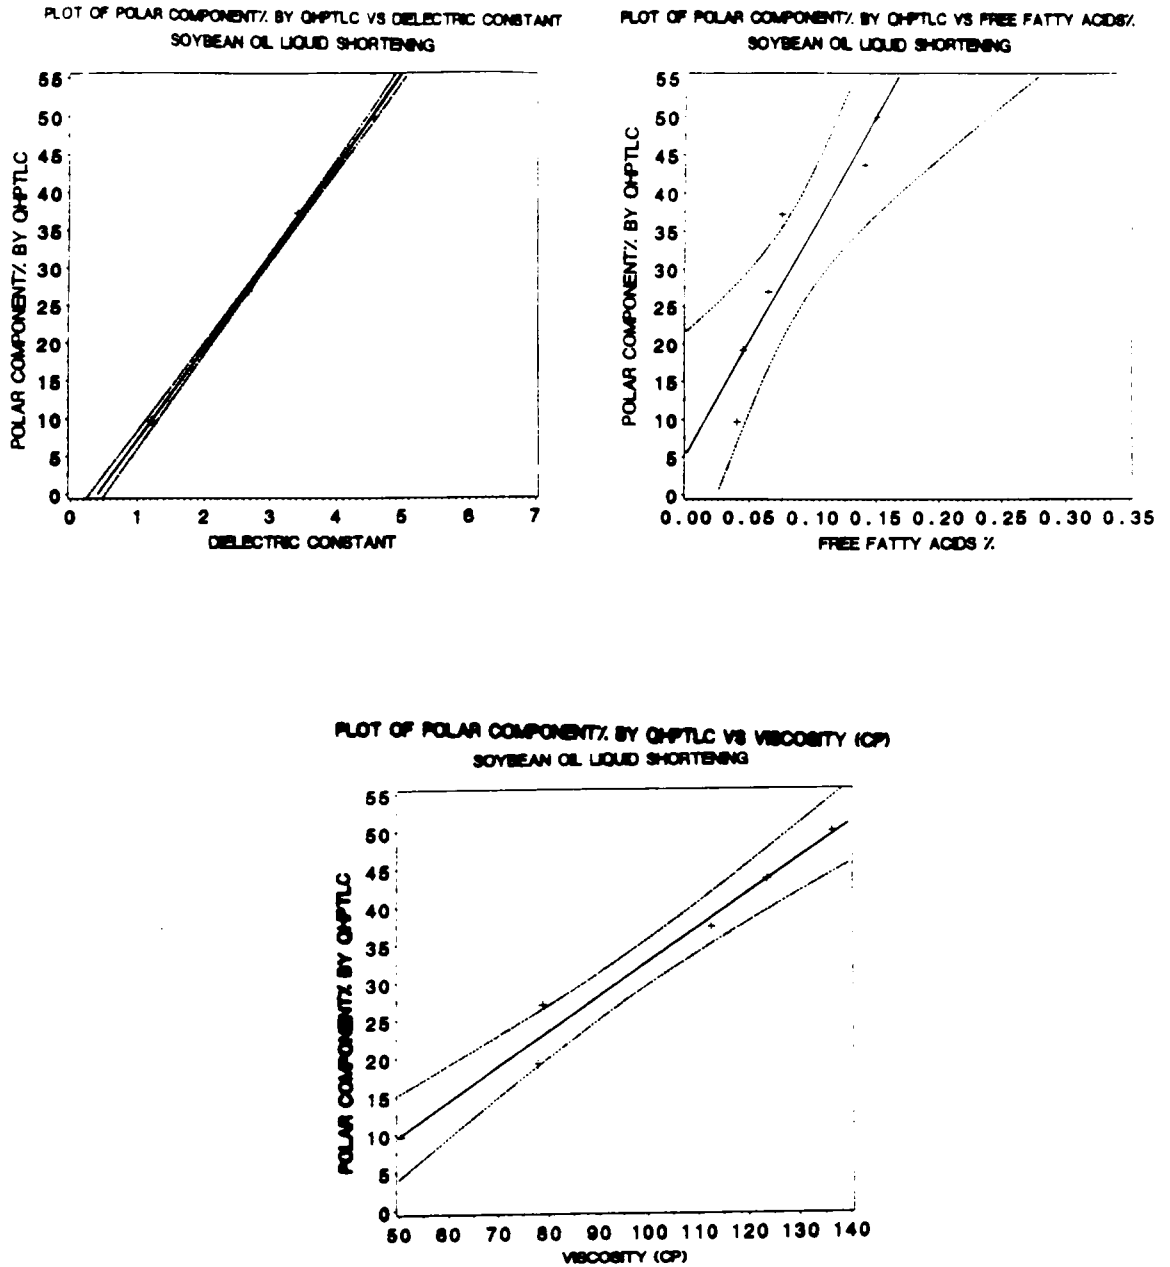 PLOT OF POLAR COMPONENT% BY QHPTLC VS DIELECTRIC CONSTANT
SOYBEAN OIL LIQUID SHORTENING
POLAR COMPONENT% BY QHPTLC
55
50
45
40
35
30
25
20
15
10
5
0
0 1 2 3 4 5 6 7
DIELECTRIC CONSTANT
PLOT OF POLAR COMPONENT% BY QHPTLC VS FREE FATTY ACIDS%
SOYBEAN OIL LIQUID SHORTENING
POLAR COMPONENT% BY QHPTLC
55
50
45
40
35
30
25
20
15
10
5
0
0.00 0.05 0.10 0.15 0.20 0.25 0.30 0.35
FREE FATTY ACIDS %
PLOT OF POLAR COMPONENT% BY QHPTLC VS VISCOSITY (CP)
SOYBEAN OIL LIQUID SHORTENING
POLAR COMPONENT% BY QHPTLC
55
50
45
40
35
30
25
20
15
10
5
0
50 60 70 80 90 100 110 120 130 140
VISCOSITY (CP)